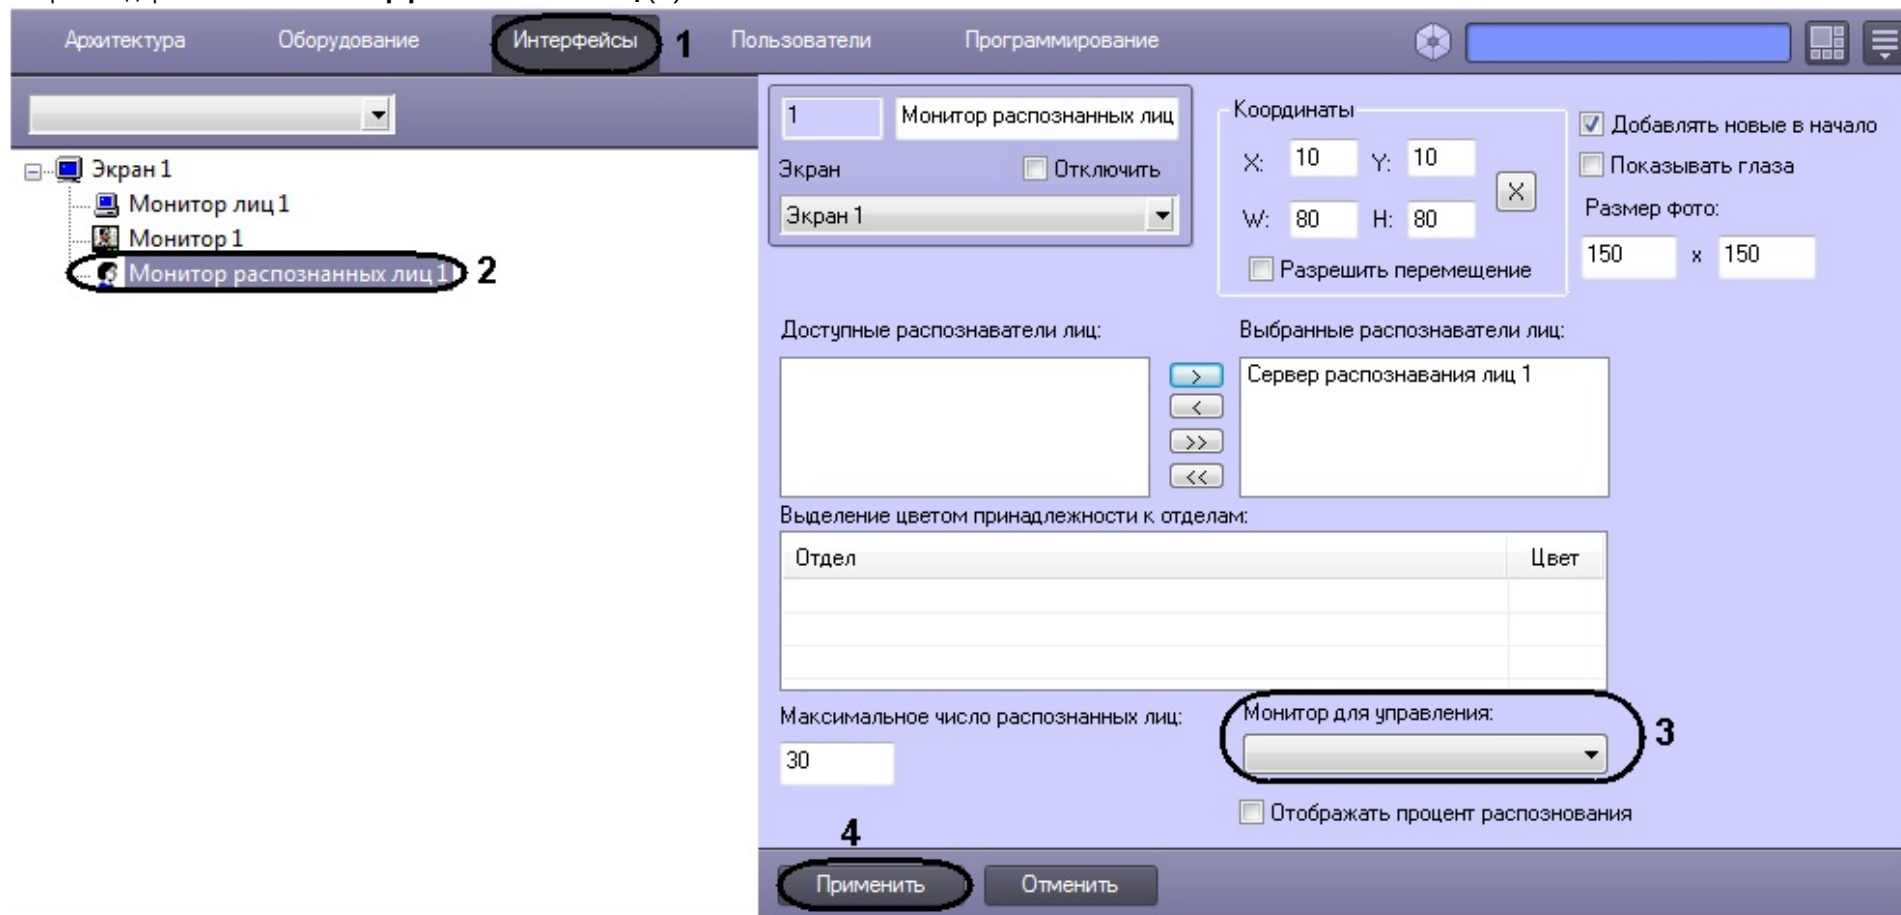 Архитектура Оборудование Интерфейсы 1 Пользователи Программирование
Экран 1
Монитор лиц 1
Монитор 1
Монитор распознанных лиц 1 2
1 Монитор распознанных лиц
Экран Отключить
Экран 1
Координаты
X: 10 Y: 10
W: 80 H: 80
X
Разрешить перемещение
Добавлять новые в начало
Показывать глаза
Размер фото:
150 x 150
Доступные распознаватели лиц:
Выбранные распознаватели лиц:
Сервер распознавания лиц 1
>
<
>>
<<
Выделение цветом принадлежности к отделам:
Отдел Цвет
Максимальное число распознанных лиц:
30
Монитор для управления:
3
Отображать процент распознования
4
Применить Отменить